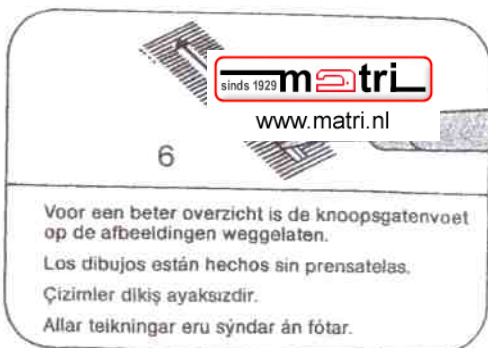 sinds 1929 matri
www.matri.nl
6
Voor een beter overzicht is de knoopsgatenvoet
op de afbeeldingen weggelaten.
Los dibujos están hechos sin prensatelas.
Çizimler dikiş ayaksızdir.
Allar teikningar eru sýndar án fótar.